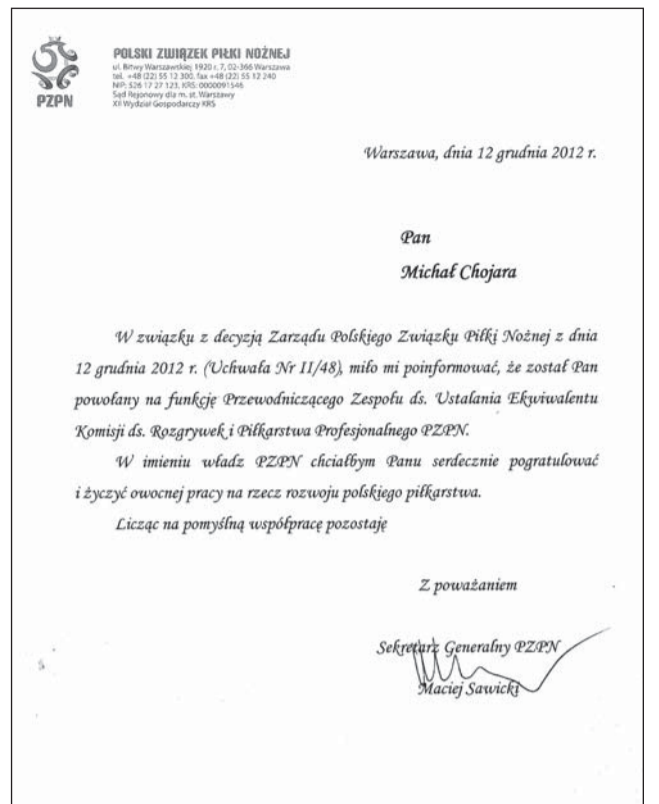 PZPN
POLSKI ZWIĄZEK PIŁKI NOŻNEJ
ul. Bitwy Warszawskiej 1920 r. 7, 02-366 Warszawa
tel. +48 (22) 55 12 300, fax +48 (22) 55 12 240
NIP: 526 17 27 123, KRS: 0000091546
Sąd Rejonowy dla m. st. Warszawy
XII Wydział Gospodarczy KRS
Warszawa, dnia 12 grudnia 2012 r.
Pan
Michał Chojara
W związku z decyzją Zarządu Polskiego Związku Piłki Nożnej z dnia
12 grudnia 2012 r. (Uchwała Nr II/48), miło mi poinformować, że został Pan
powołany na funkcję Przewodniczącego Zespołu ds. Ustalania Ekwiwalentu
Komisji ds. Rozgrywek i Piłkarstwa Profesjonalnego PZPN.
W imieniu władz PZPN chciałbym Panu serdecznie pogratulować
i życzyć owocnej pracy na rzecz rozwoju polskiego piłkarstwa.
Licząc na pomyślną współpracę pozostaję
Z poważaniem
Sekretarz Generalny PZPN
Maciej Sawicki